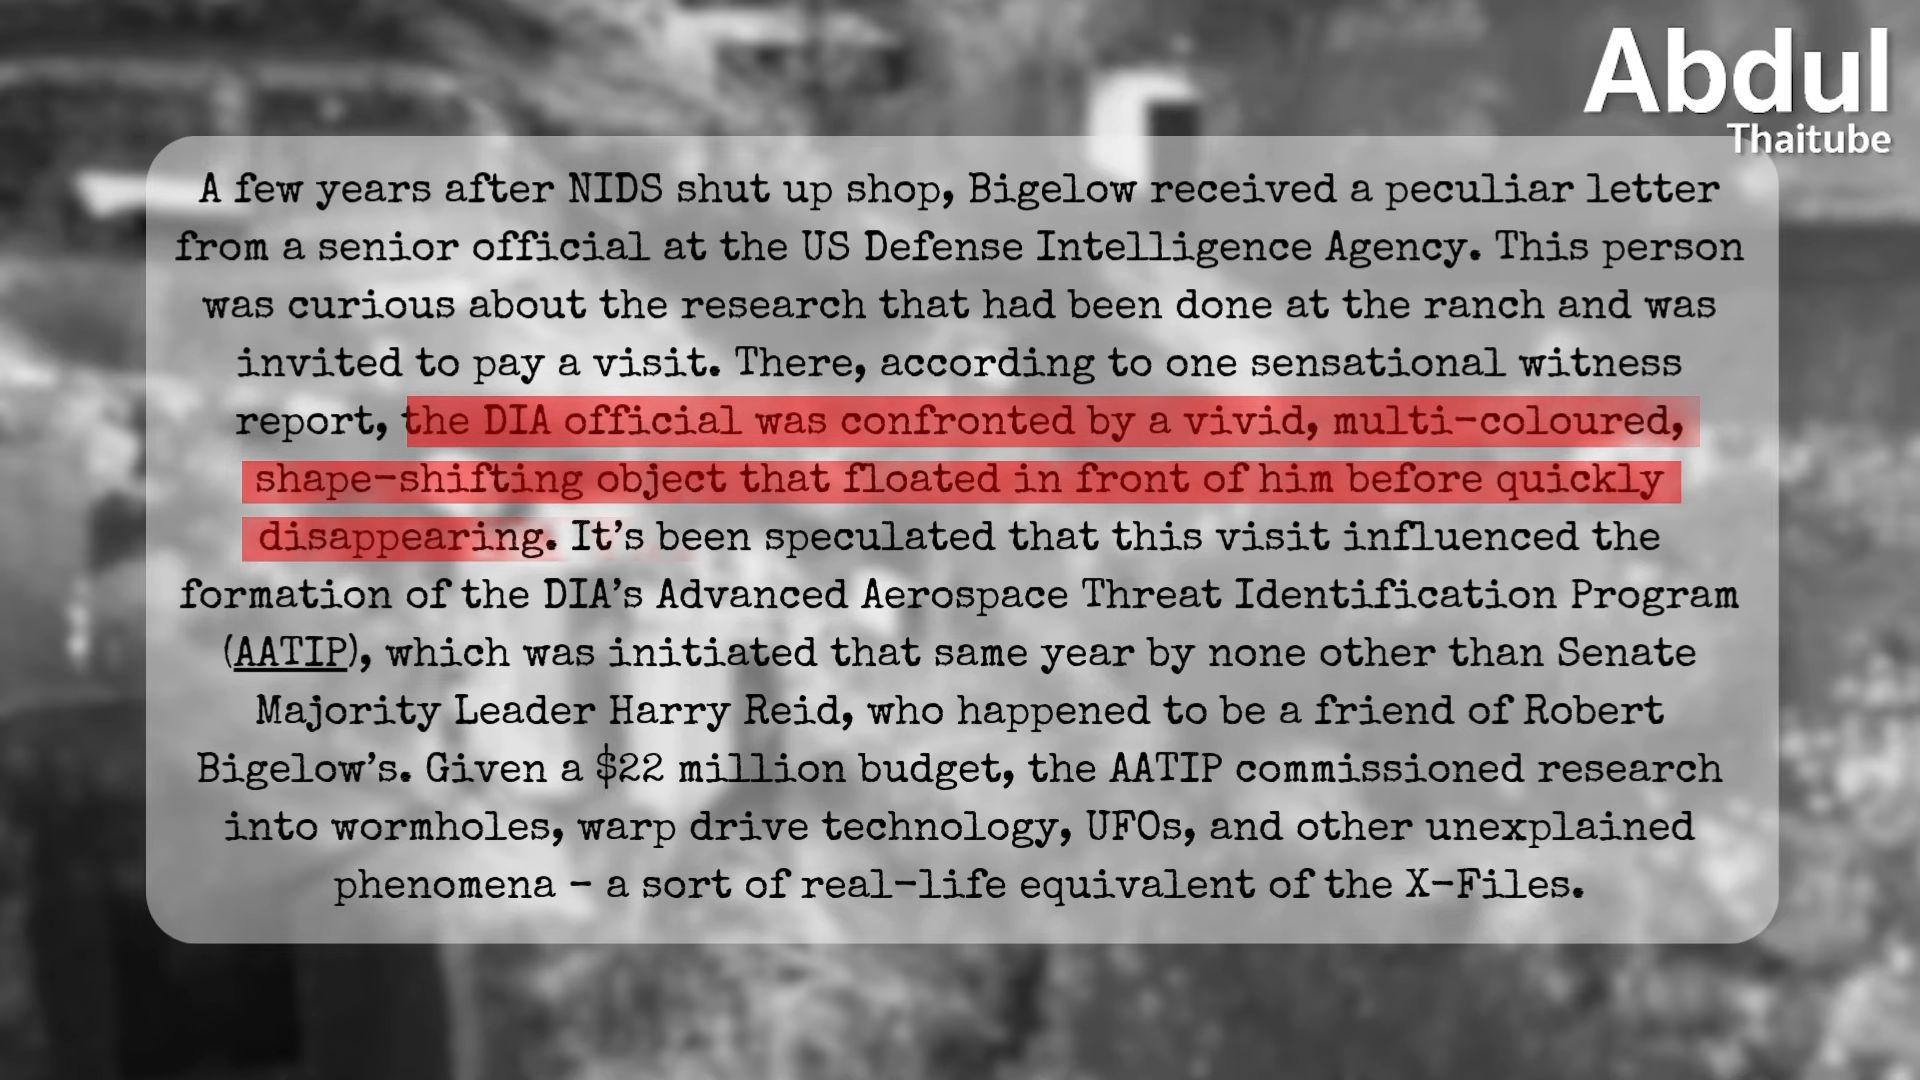 Abdul
Thaitube
A few years after NIDS shut up shop, Bigelow received a peculiar letter
from a senior official at the US Defense Intelligence Agency. This person
was curious about the research that had been done at the ranch and was
invited to pay a visit. There, according to one sensational witness
report, the DIA official was confronted by a vivid, multi-coloured,
shape-shifting object that floated in front of him before quickly
disappearing. It's been speculated that this visit influenced the
formation of the DIA's Advanced Aerospace Threat Identification Program
(AATIP), which was initiated that same year by none other than Senate
Majority Leader Harry Reid, who happened to be a friend of Robert
Bigelow's. Given a $22 million budget, the AATIP commissioned research
into wormholes, warp drive technology, UFOs, and other unexplained
phenomena - a sort of real-life equivalent of the X-Files.